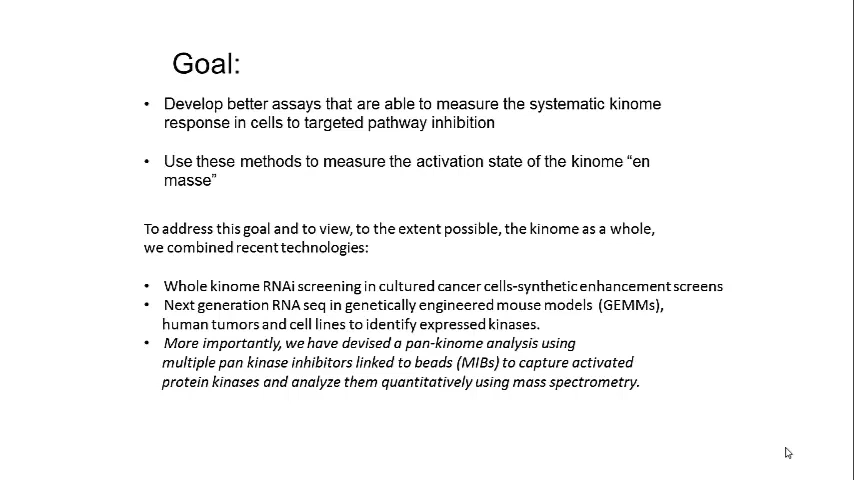 Goal:
• Develop better assays that are able to measure the systematic kinome
response in cells to targeted pathway inhibition
• Use these methods to measure the activation state of the kinome “en
masse”
To address this goal and to view, to the extent possible, the kinome as a whole,
we combined recent technologies:
• Whole kinome RNAi screening in cultured cancer cells-synthetic enhancement screens
• Next generation RNA seq in genetically engineered mouse models (GEMMs),
human tumors and cell lines to identify expressed kinases.
• More importantly, we have devised a pan-kinome analysis using
multiple pan kinase inhibitors linked to beads (MIBs) to capture activated
protein kinases and analyze them quantitatively using mass spectrometry.